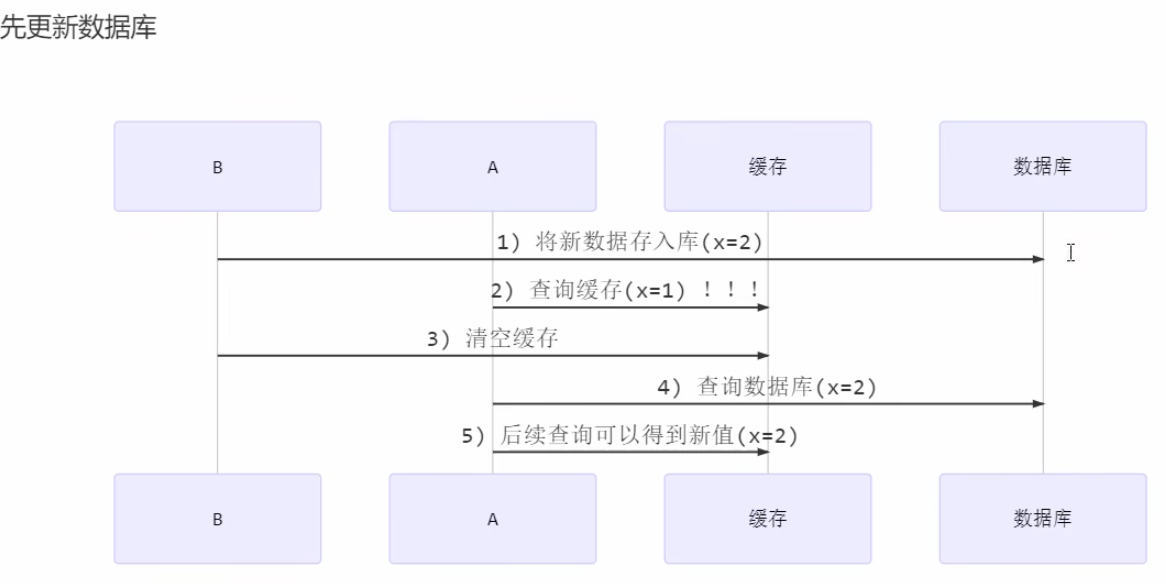 先更新数据库
B
A
缓存
数据库
1) 将新数据存入库(x=2)
2) 查询缓存(x=1) ！！！
3) 清空缓存
4) 查询数据库(x=2)
5) 后续查询可以得到新值(x=2)
B
A
缓存
数据库